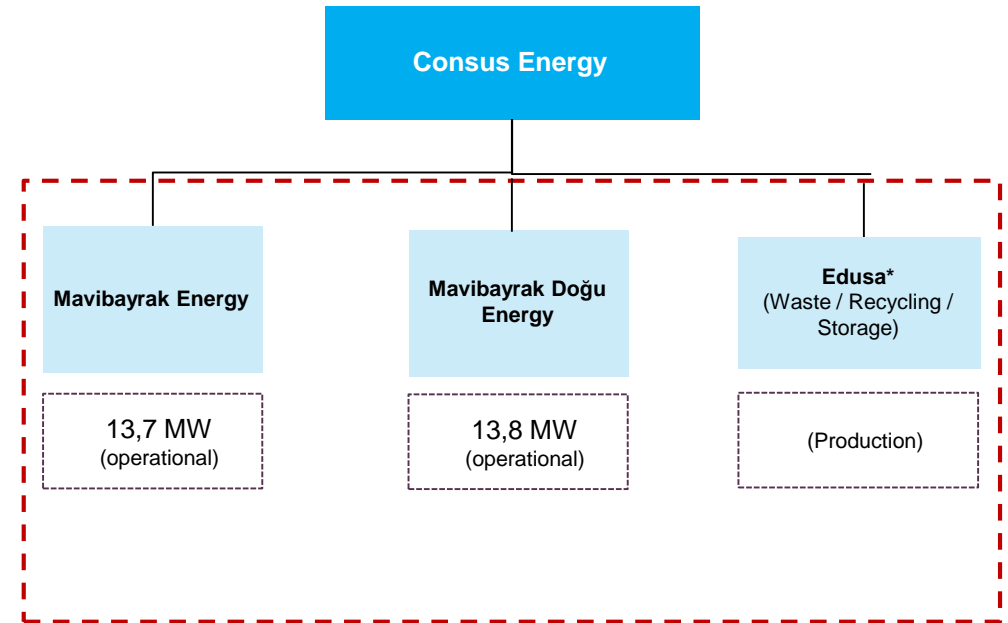 Consus Energy
Mavibayrak Energy
Mavibayrak Doğu
Energy
Edusa*
(Waste / Recycling /
Storage)
13,7 MW
(operational)
13,8 MW
(operational)
(Production)